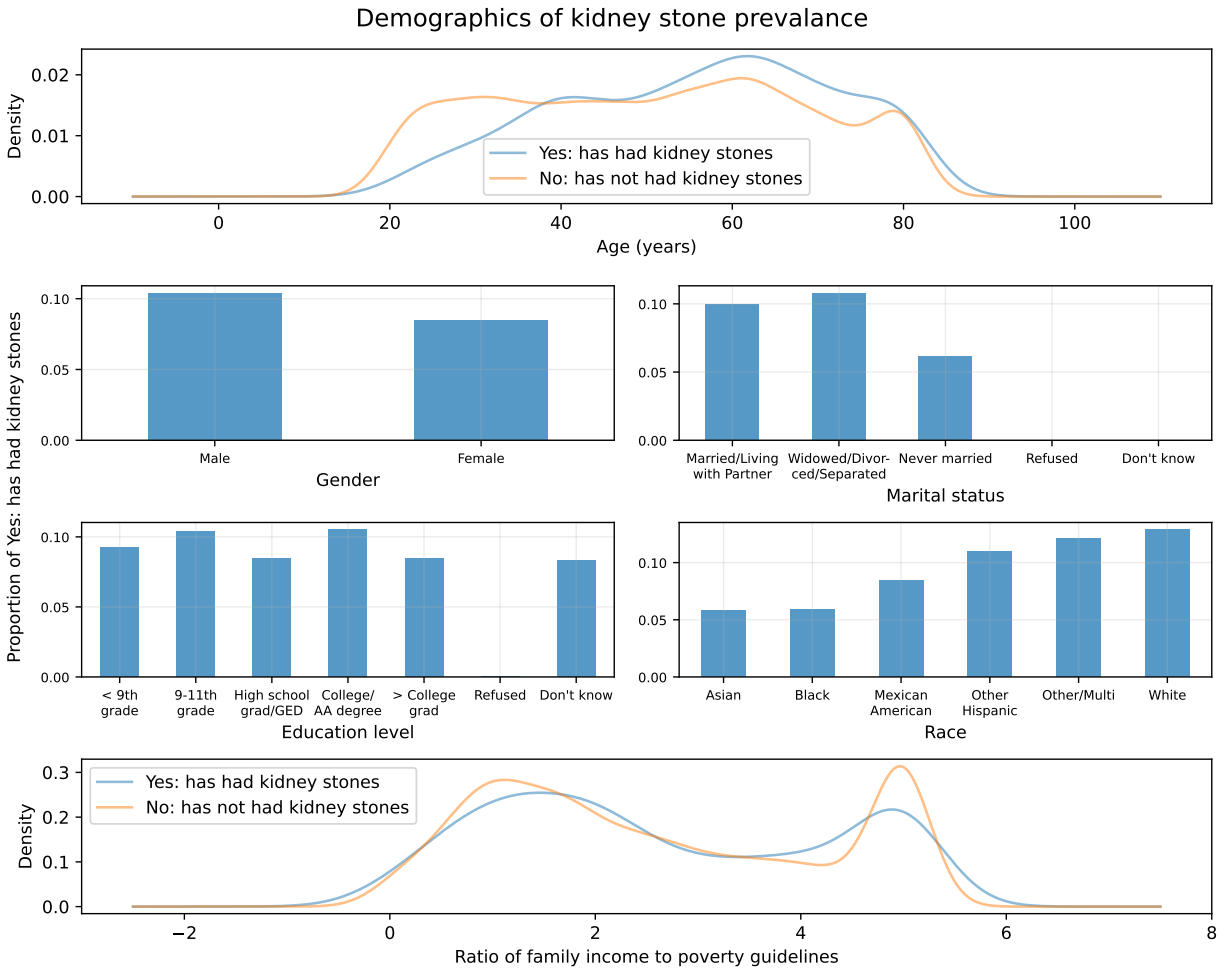 Demographics of kidney stone prevalance
0.02
0.01
0.00
Density
Yes: has had kidney stones
No: has not had kidney stones
0 20 40 60 80 100
Age (years)
Proportion of Yes: has had kidney stones
0.10
0.05
0.00
Male Female
Gender
0.10
0.05
0.00
Married/Living Widowed/Divor- Never married Refused Don't know
with Partner ced/Separated
Marital status
0.10
0.05
0.00
< 9th 9-11th High school College/ > College Refused Don't know
grade grade grad/GED AA degree grad
Education level
0.10
0.05
0.00
Asian Black Mexican Other Other/Multi White
American Hispanic
Race
0.3
0.2
0.1
0.0
Density
Yes: has had kidney stones
No: has not had kidney stones
−2 0 2 4 6 8
Ratio of family income to poverty guidelines